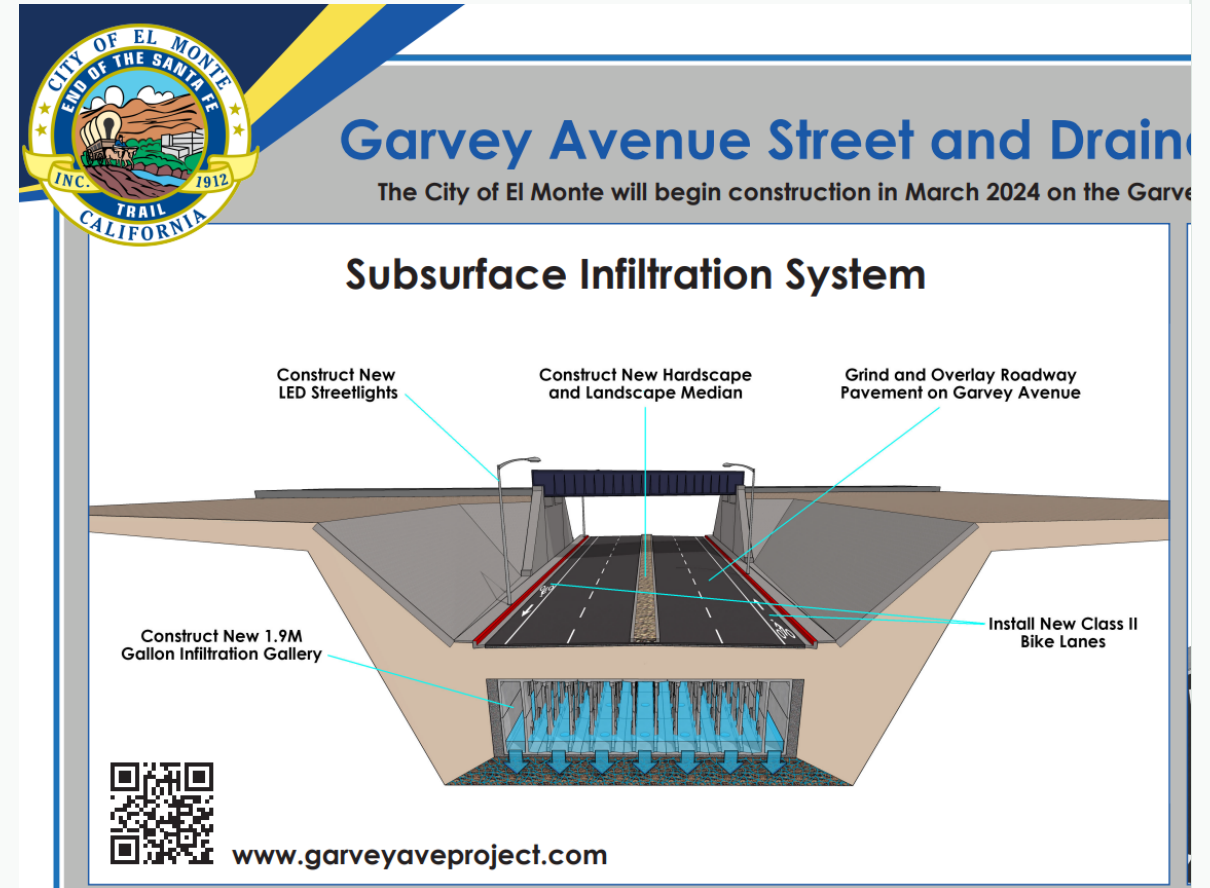 CITY OF EL MONTE
END OF THE SANTA FE
INC. 1912
TRAIL
CALIFORNIA
Garvey Avenue Street and
The City of El Monte will begin construction in March 2024 on the
Subsurface Infiltration System
Construct New
LED Streetlights
Construct New Hardscape
and Landscape Median
Grind and Overlay Roadway
Pavement on Garvey Avenue
Construct New 1.9M
Gallon Infiltration Gallery
Install New Class II
Bike Lanes
www.garveyaveproject.com